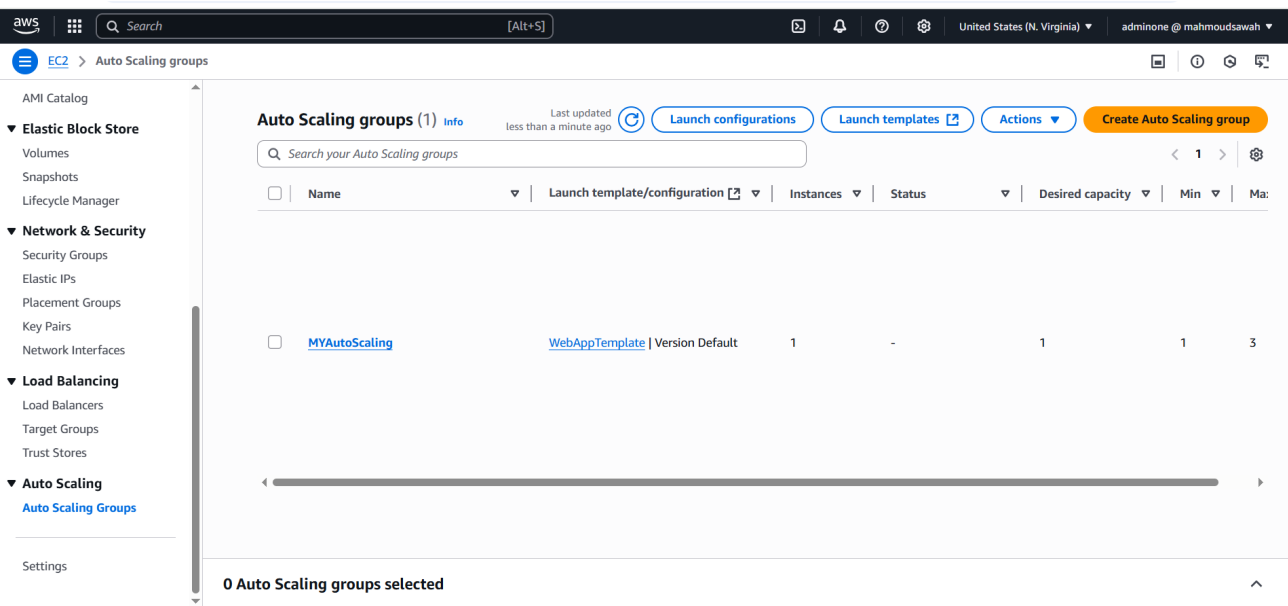 aws
Search [Alt+S]
United States (N. Virginia)
adminone @ mahmoudsawah
EC2 > Auto Scaling groups
AMI Catalog
Elastic Block Store
Volumes
Snapshots
Lifecycle Manager
Network & Security
Security Groups
Elastic IPs
Placement Groups
Key Pairs
Network Interfaces
Load Balancing
Load Balancers
Target Groups
Trust Stores
Auto Scaling
Auto Scaling Groups
Settings
Auto Scaling groups (1) Info
Last updated
less than a minute ago
Launch configurations
Launch templates
Actions
Create Auto Scaling group
Search your Auto Scaling groups
1
Name Launch template/configuration Instances Status Desired capacity Min Ma
MYAutoScaling WebAppTemplate | Version Default 1 - 1 1 3
0 Auto Scaling groups selected